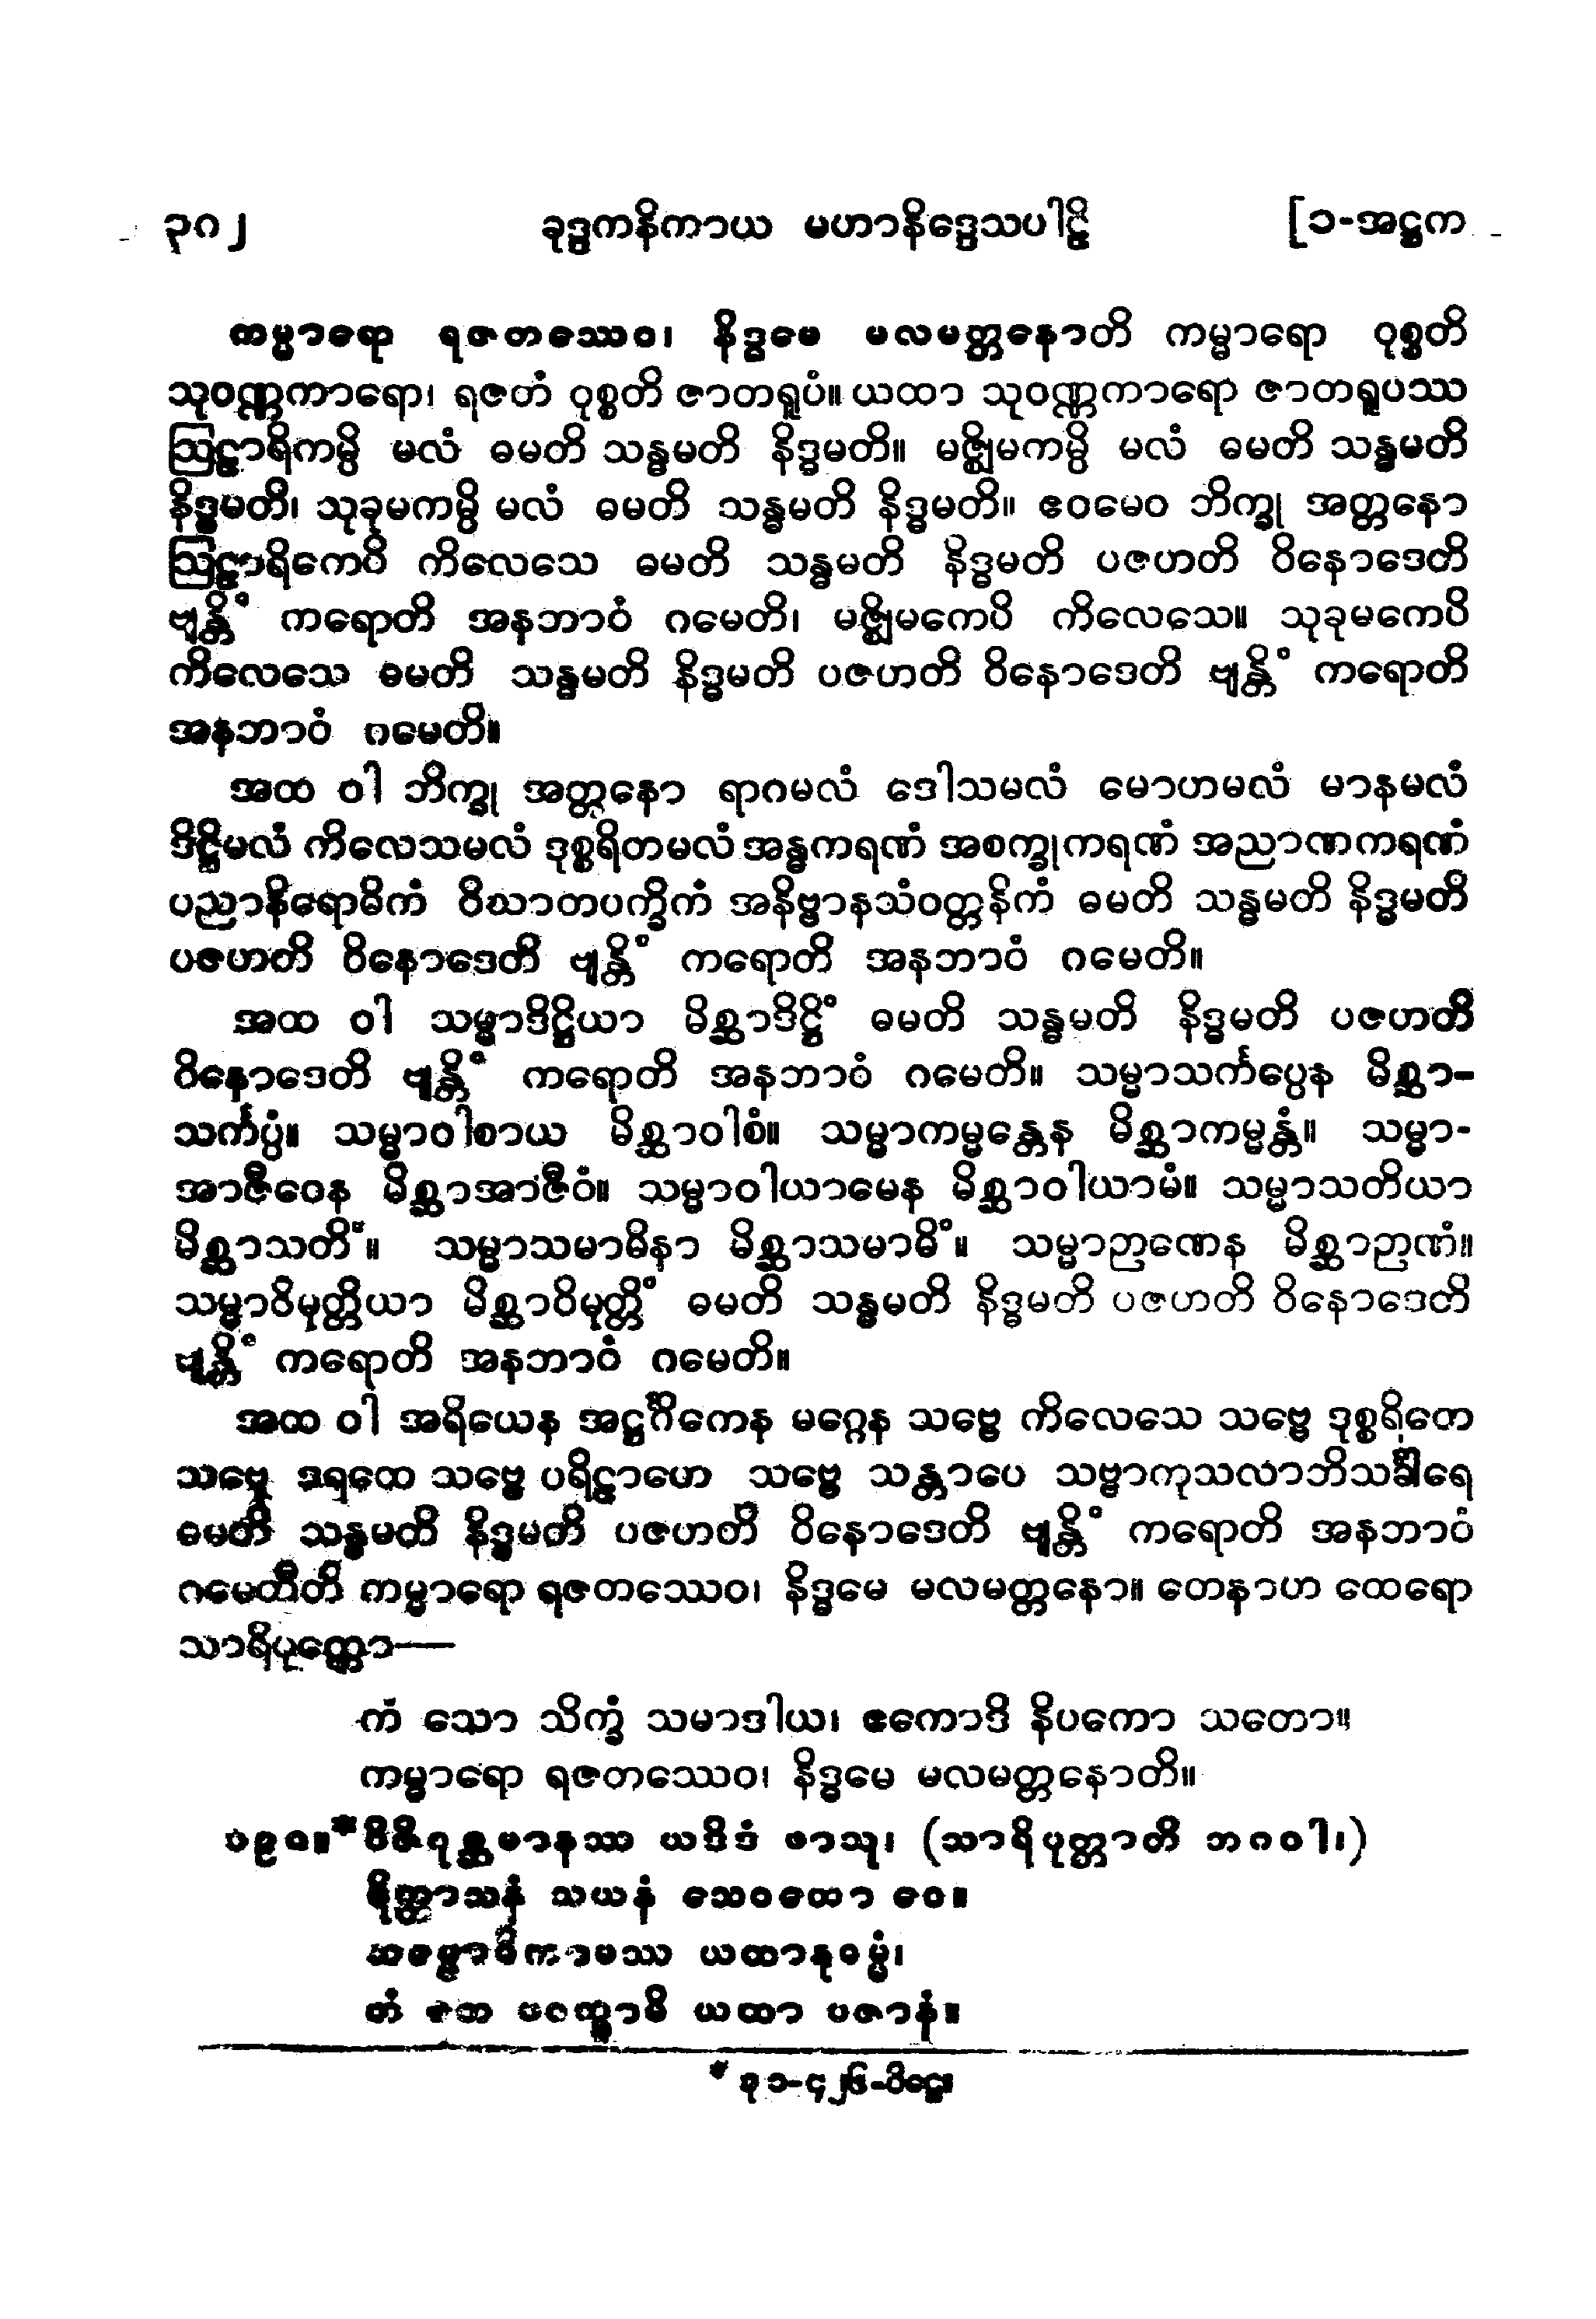 ၃၈၂ ခုဒ္ဒကနိကာယ မဟာနိဒ္ဒေသပါဠိ [၁-အဋ္ဌက
ကမ္မာရော ရဇတဿေဝ၊ နိဒ္ဓမေ မလမတ္တနောတိ ကမ္မာရော ဝုစ္စတိ
သုဝဏ္ဏကာရော၊ ရဇတံ ဝုစ္စတိ ဇာတရူပံ။ ယထာ သုဝဏ္ဏကာရော ဇာတရူပဿ
ဩဠာရိကမ္ပိ မလံ ဓမတိ သန္ဓမတိ နိဒ္ဓမတိ။ မဇ္ဈိမကမ္ပိ မလံ ဓမတိ သန္ဓမတိ
နိဒ္ဓမတိ၊ သုခုမကမ္ပိ မလံ ဓမတိ သန္ဓမတိ နိဒ္ဓမတိ။ ဧဝမေဝ ဘိက္ခု အတ္တနော
ဩဠာရိကေပိ ကိလေသေ ဓမတိ သန္ဓမတိ နိဒ္ဓမတိ ပဇဟတိ ဝိနောဒေတိ
ဗျန္တိံ ကရောတိ အနဘာဝံ ဂမေတိ၊ မဇ္ဈိမကေပိ ကိလေသေ။ သုခုမကေပိ
ကိလေသေ ဓမတိ သန္ဓမတိ နိဒ္ဓမတိ ပဇဟတိ ဝိနောဒေတိ ဗျန္တိံ ကရောတိ
အနဘာဝံ ဂမေတိ။
အထ ဝါ ဘိက္ခု အတ္တနော ရာဂမလံ ဒေါသမလံ မောဟမလံ မာနမလံ
ဒိဋ္ဌိမလံ ကိလေသမလံ ဒုစ္စရိတမလံ အန္ဓကရဏံ အစက္ခုကရဏံ အညာဏကရဏံ
ပညာနိရောဓိကံ ဝိဃာတပက္ခိကံ အနိဗ္ဗာနသံဝတ္တနိကံ ဓမတိ သန္ဓမတိ နိဒ္ဓမတိ
ပဇဟတိ ဝိနောဒေတိ ဗျန္တိံ ကရောတိ အနဘာဝံ ဂမေတိ။
အထ ဝါ သမ္မာဒိဋ္ဌိယာ မိစ္ဆာဒိဋ္ဌိံ ဓမတိ သန္ဓမတိ နိဒ္ဓမတိ ပဇဟတိ
ဝိနောဒေတိ ဗျန္တိံ ကရောတိ အနဘာဝံ ဂမေတိ။ သမ္မာသင်္ကပ္ပေန မိစ္ဆာ-
သင်္ကပ္ပံ။ သမ္မာဝါစာယ မိစ္ဆာဝါစံ။ သမ္မာကမ္မန္တေန မိစ္ဆာကမ္မန္တံ။ သမ္မာ-
အာဇီဝေန မိစ္ဆာအာဇီဝံ။ သမ္မာဝါယာမေန မိစ္ဆာဝါယာမံ။ သမ္မာသတိယာ
မိစ္ဆာသတိံ။ သမ္မာသမာဓိနာ မိစ္ဆာသမာဓိံ။ သမ္မာဉာဏေန မိစ္ဆာဉာဏံ။
သမ္မာဝိမုတ္တိယာ မိစ္ဆာဝိမုတ္တိံ ဓမတိ သန္ဓမတိ နိဒ္ဓမတိ ပဇဟတိ ဝိနောဒေတိ
ဗျန္တိံ ကရောတိ အနဘာဝံ ဂမေတိ။
အထ ဝါ အရိယေန အဋ္ဌင်္ဂိကေန မဂ္ဂေန သဗ္ဗေ ကိလေသေ သဗ္ဗေ ဒုစ္စရိတေ
သဗ္ဗေ ဒရထေ သဗ္ဗေ ပရိဠာဟေ သဗ္ဗေ သန္တာပေ သဗ္ဗာကုသလာဘိသင်္ခါရေ
ဓမတိ သန္ဓမတိ နိဒ္ဓမတိ ပဇဟတိ ဝိနောဒေတိ ဗျန္တိံ ကရောတိ အနဘာဝံ
ဂမေတီတိ ကမ္မာရော ရဇတဿေဝ၊ နိဒ္ဓမေ မလမတ္တနော။ တေနာဟ ထေရော
သာရိပုတ္တော—
ကံ သော သိက္ခံ သမာဒါယ၊ ဧကောဒိ နိပကော သတော။
ကမ္မာရော ရဇတဿေဝ၊ နိဒ္ဓမေ မလမတ္တနောတိ။
၁၉၈။ * ဝိဇိဂုစ္ဆမာနဿ ယဒိဒံ ဖာသု၊ (သာရိပုတ္တာတိ ဘဂဝါ၊)
ရိတ္တာသနံ သယနံ သေဝတော ဝေ။
သမ္ဗောဓိကာမဿ ယထာနုဓမ္မံ၊
တံ တေ ပဝက္ခာမိ ယထာ ပဇာနံ။
* ခု ၁-၄၂၆-ပိဋ္ဌေ။